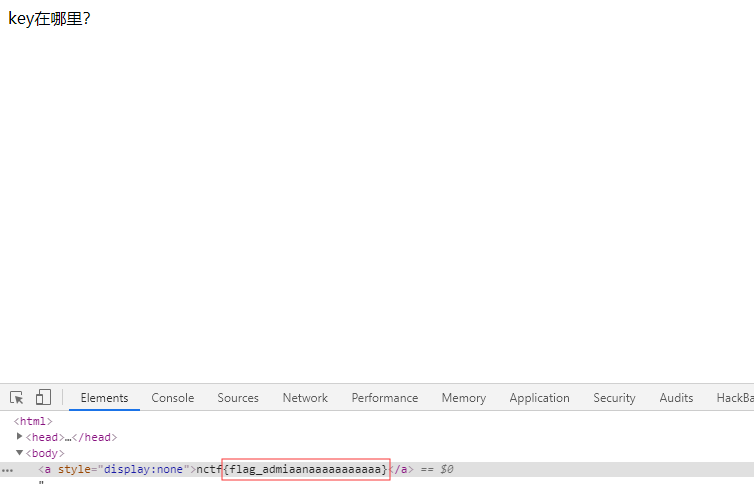 key在哪里?
Elements Console Sources Network Performance Memory Application Security Audits HackBa
<html>
<head>…</head>
<body>
<a style="display:none">nctf{flag_admiaanaaaaaaaaaaa}</a> == $0
"